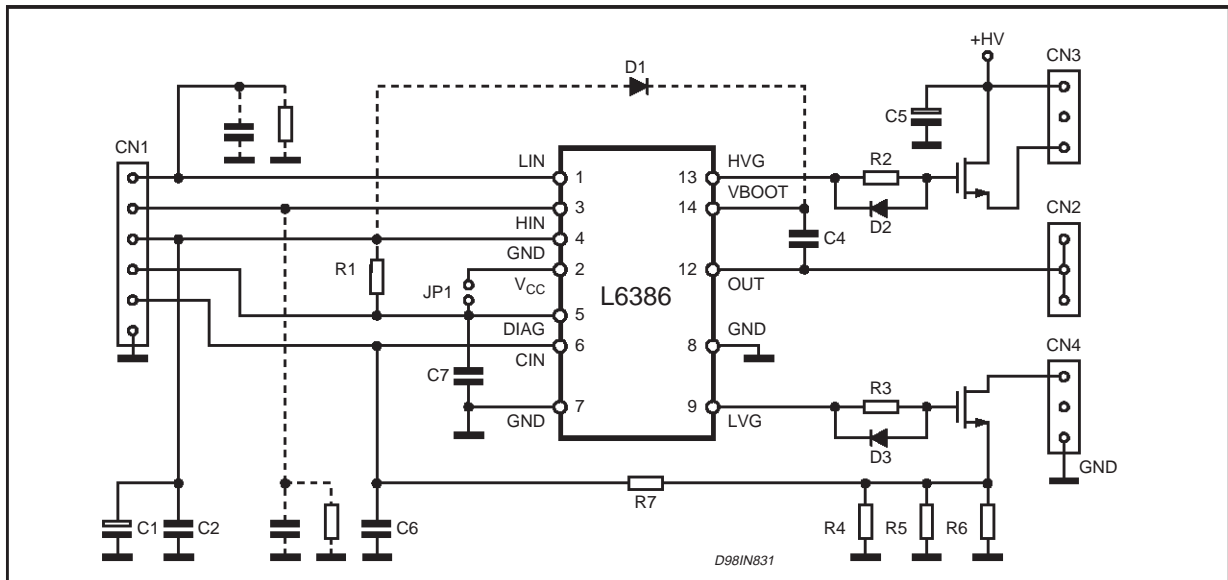 +HV
D1
CN3
C5
CN1
LIN
HVG
R2
1
13
VBOOT
3
14
D2
CN2
HIN
C4
R1
4
GND
2
12
OUT
JP1
VCC
L6386
5
GND
CN4
DIAG
6
8
CIN
C7
R3
7
9
GND
LVG
D3
GND
R7
C1
C2
C6
R4
R5
R6
D98IN831